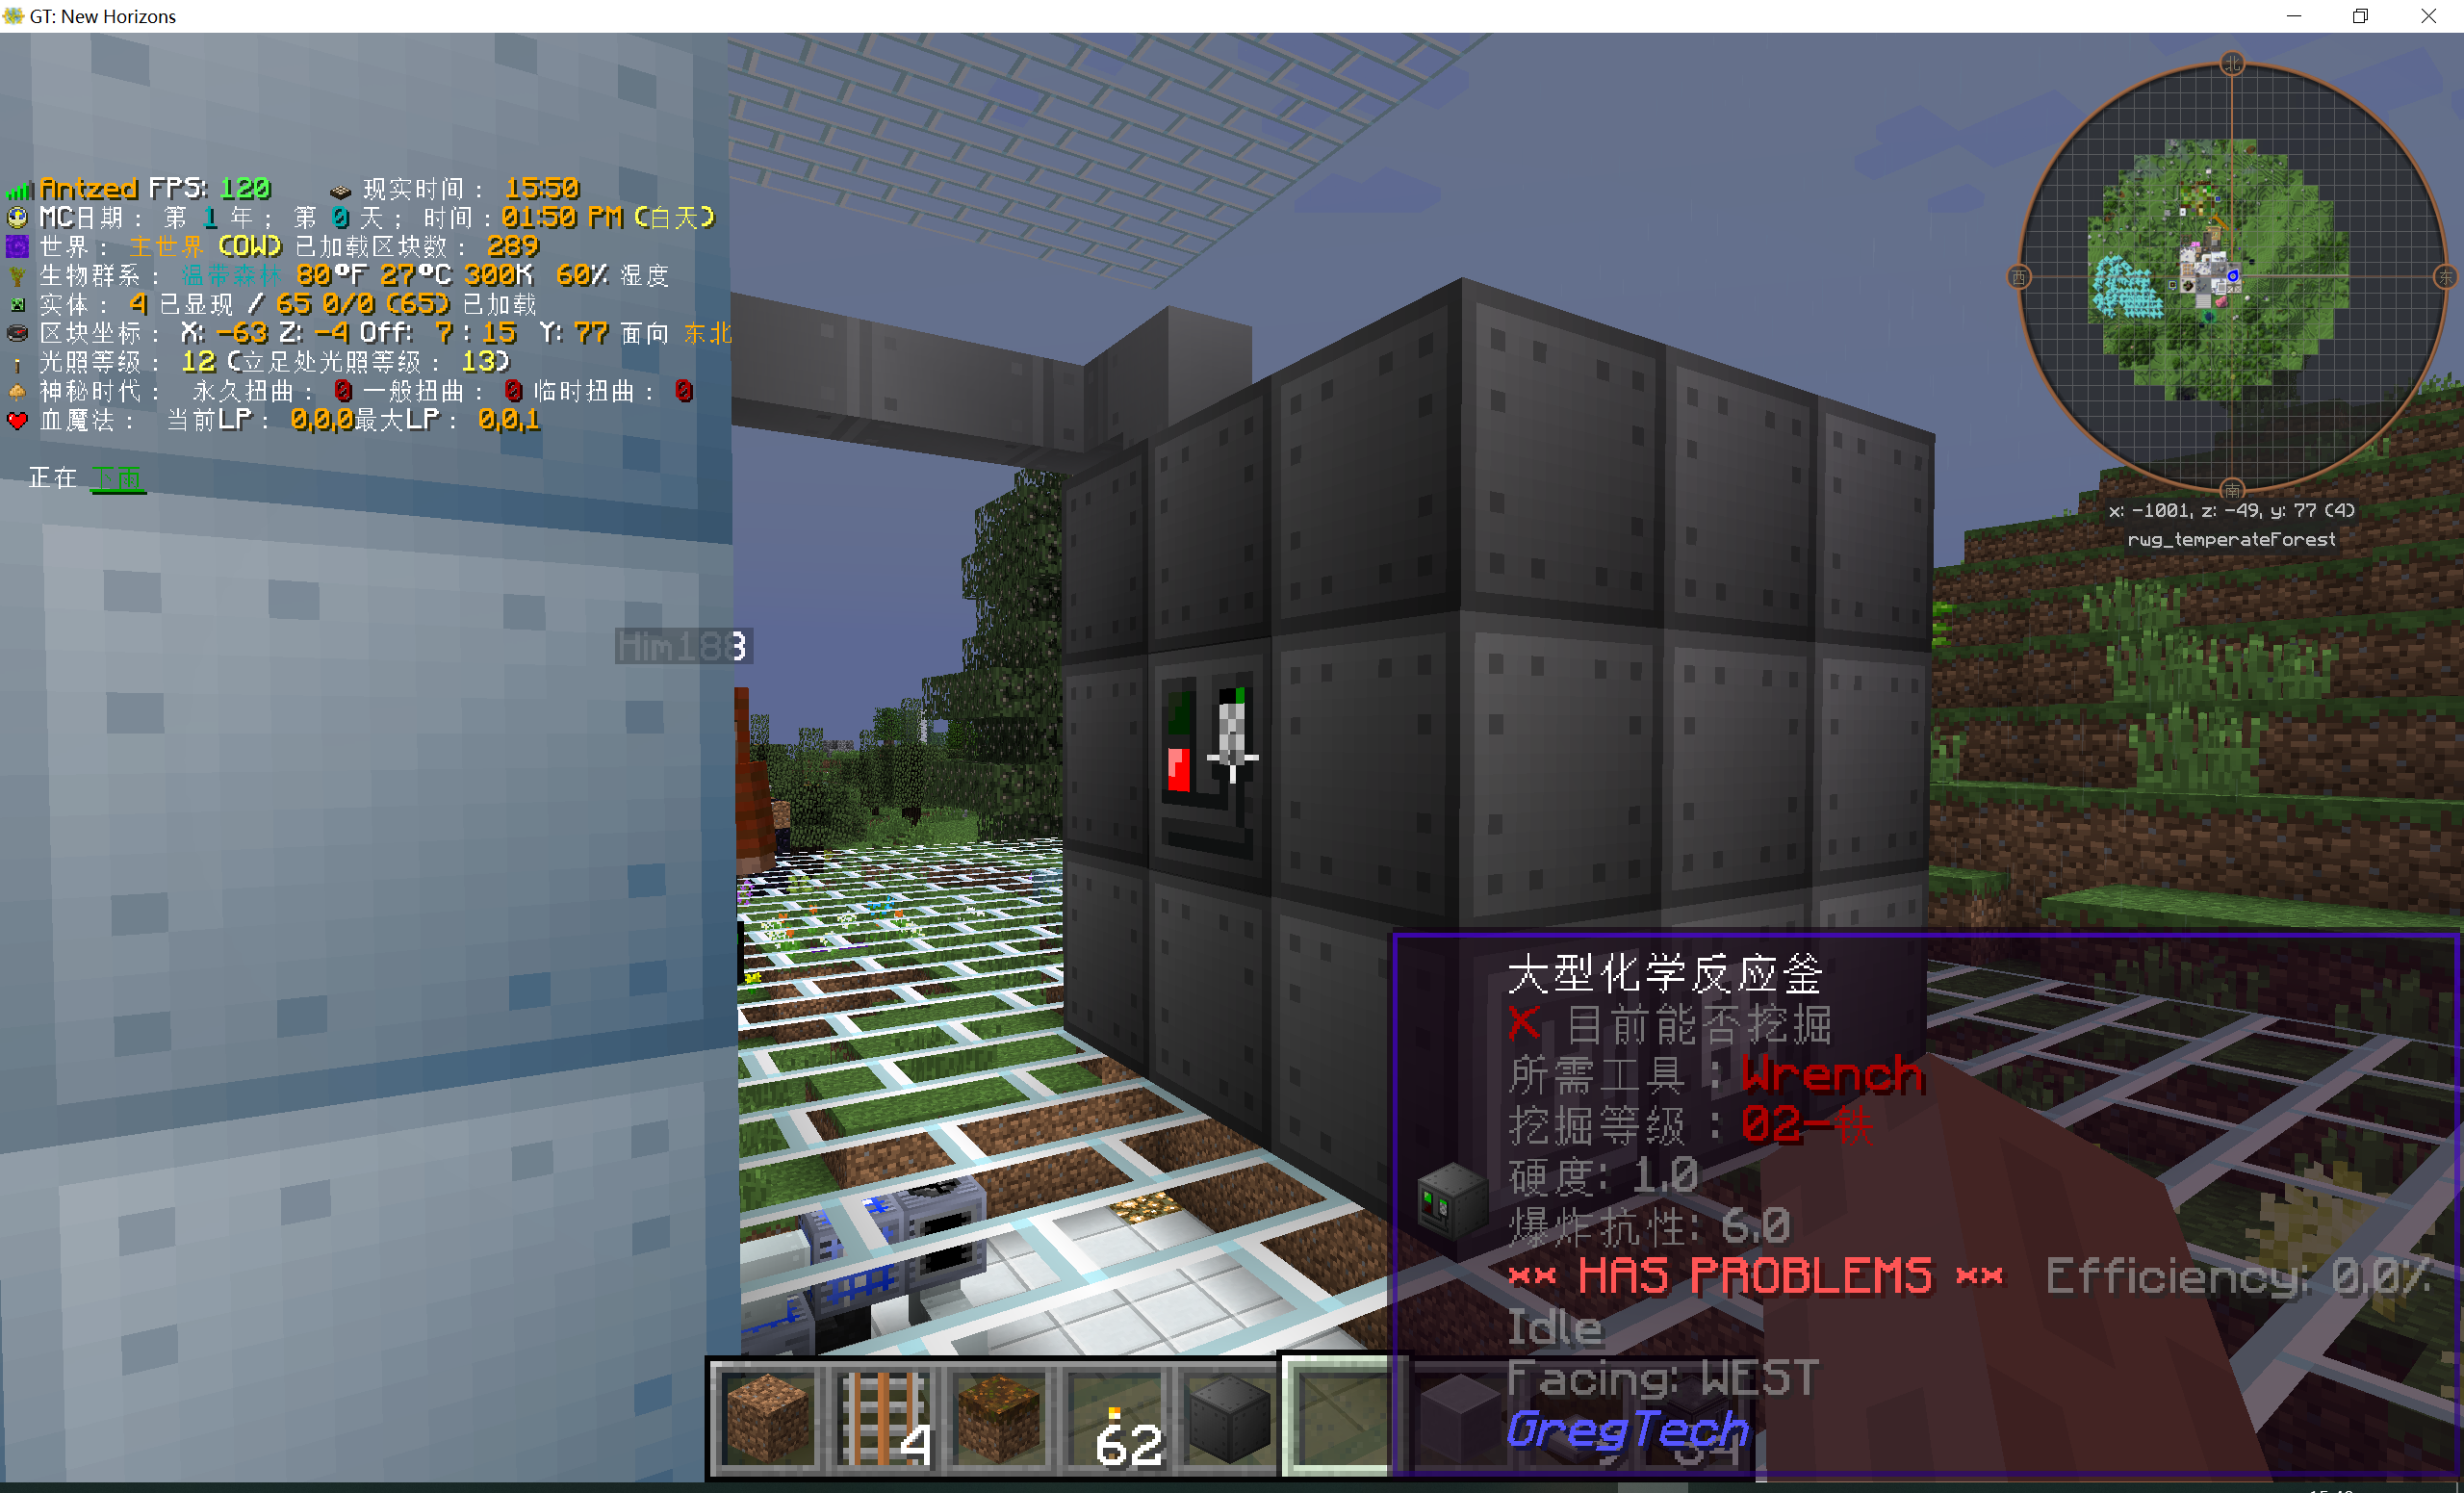 GT: New Horizons
Antzed FPS: 120 现实时间： 15:50
MC日期： 第 1 年； 第 0 天； 时间：01:50 PM (白天)
世界： 主世界 (OW) 已加载区块数： 289
生物群系： 温带森林 80°F 27°C 300K 60% 湿度
实体： 4 已显现 / 65 0/0 (65) 已加载
区块坐标： X: -63 Z: -4 Off: 7 : 15 Y: 77 面向 东北
光照等级： 12 (立足处光照等级： 13)
神秘时代： 永久扭曲： 0 一般扭曲： 0 临时扭曲： 0
血魔法： 当前LP： 0,0,0最大LP： 0,0,1
正在 下雨
北
西
东
南
x: -1001, z: -49, y: 77 (4)
rwg_temperateForest
Him188
大型化学反应釜
X 目前能否挖掘
所需工具：Wrench
挖掘等级：02-铁
硬度: 1.0
爆炸抗性: 6.0
** HAS PROBLEMS ** Efficiency: 0.0%
Idle
Facing: WEST
GregTech
4
62